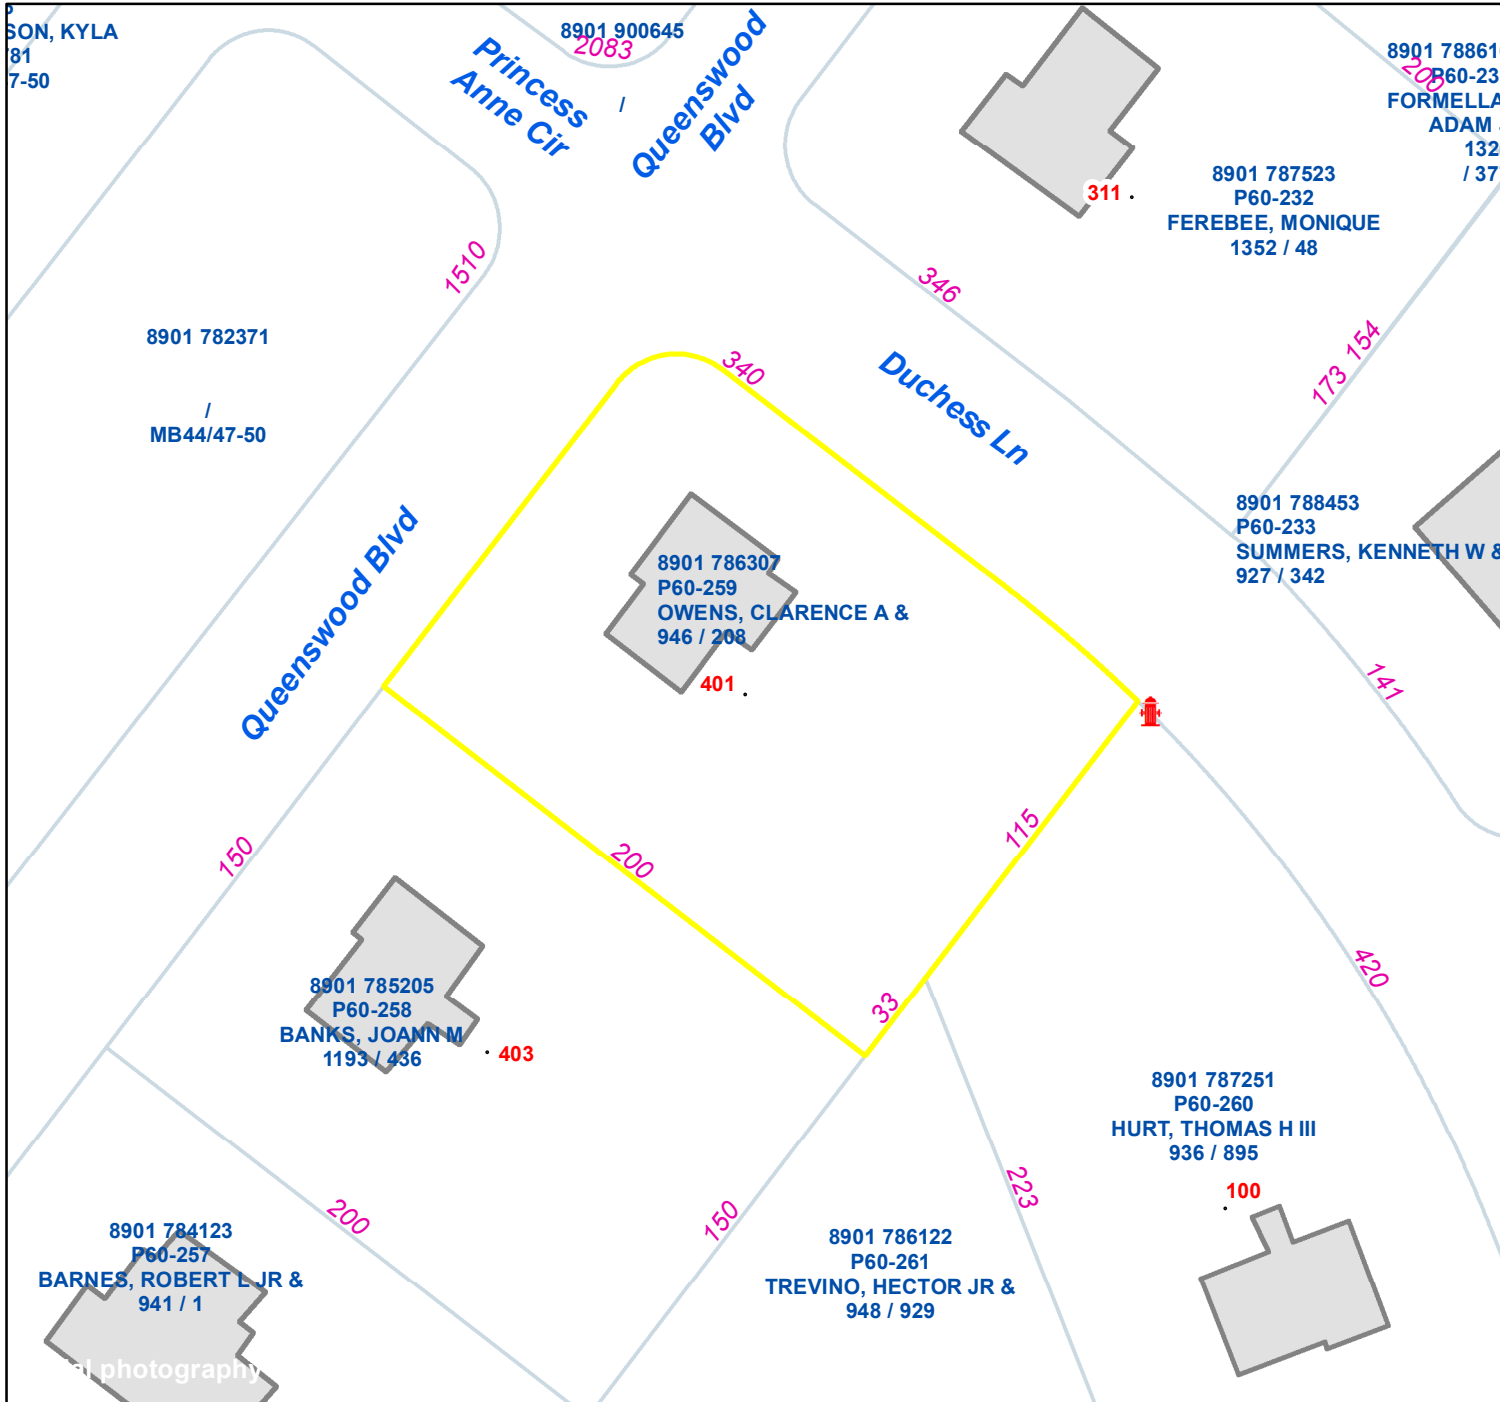 SON, KYLA
781
7-50
8901 900645
2083
/
Princess
Anne Cir
Queenswood
Blvd
200
P60-23
FORMELLA
ADAM
132
/ 37
311
8901 787523
P60-232
FEREBEE, MONIQUE
1352 / 48
1510
346
8901 782371
/
MB44/47-50
340
Duchess Ln
154
173
8901 788453
P60-233
SUMMERS, KENNETH W &
927 / 342
Queenswood Blvd
8901 786307
P60-259
OWENS, CLARENCE A &
946 / 208
401
141
150
200
115
8901 785205
P60-258
BANKS, JOANN M
1193 / 436
403
33
420
8901 787251
P60-260
HURT, THOMAS H III
936 / 895
100
223
200
150
8901 784123
P60-257
BARNES, ROBERT L JR &
941 / 1
8901 786122
P60-261
TREVINO, HECTOR JR &
948 / 929
photography